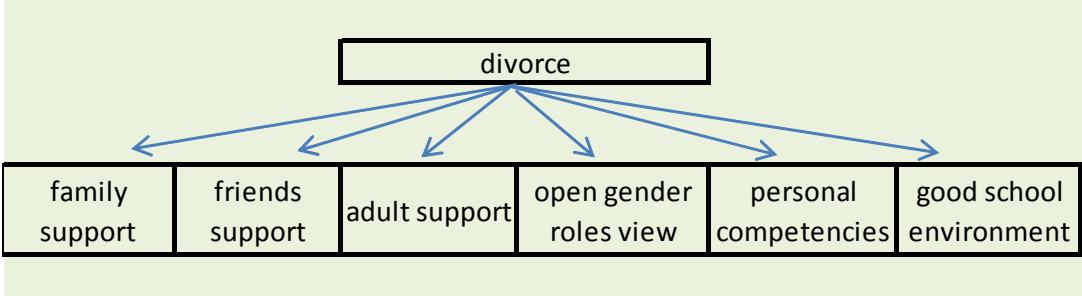 divorce
family
support
friends
support
adult support
open gender
roles view
personal
competencies
good school
environment